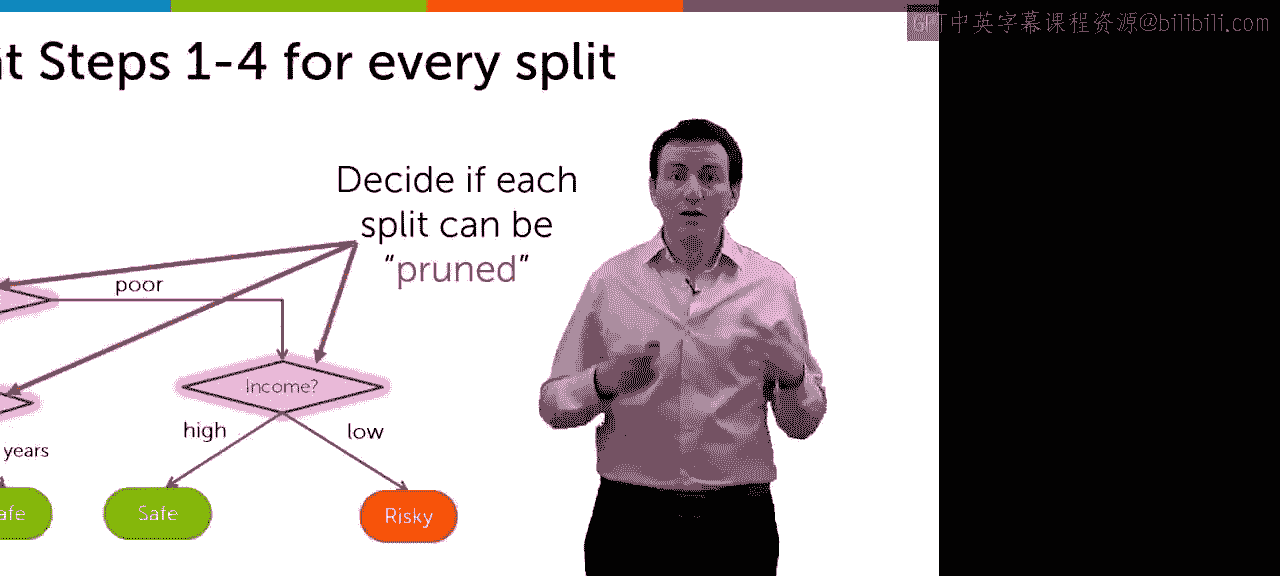 GPT中英字幕课程资源@bilibili.com
t Steps 1-4 for every split
Decide if each
split can be
“pruned”
poor
Income?
high
low
years
afe
Safe
Risky